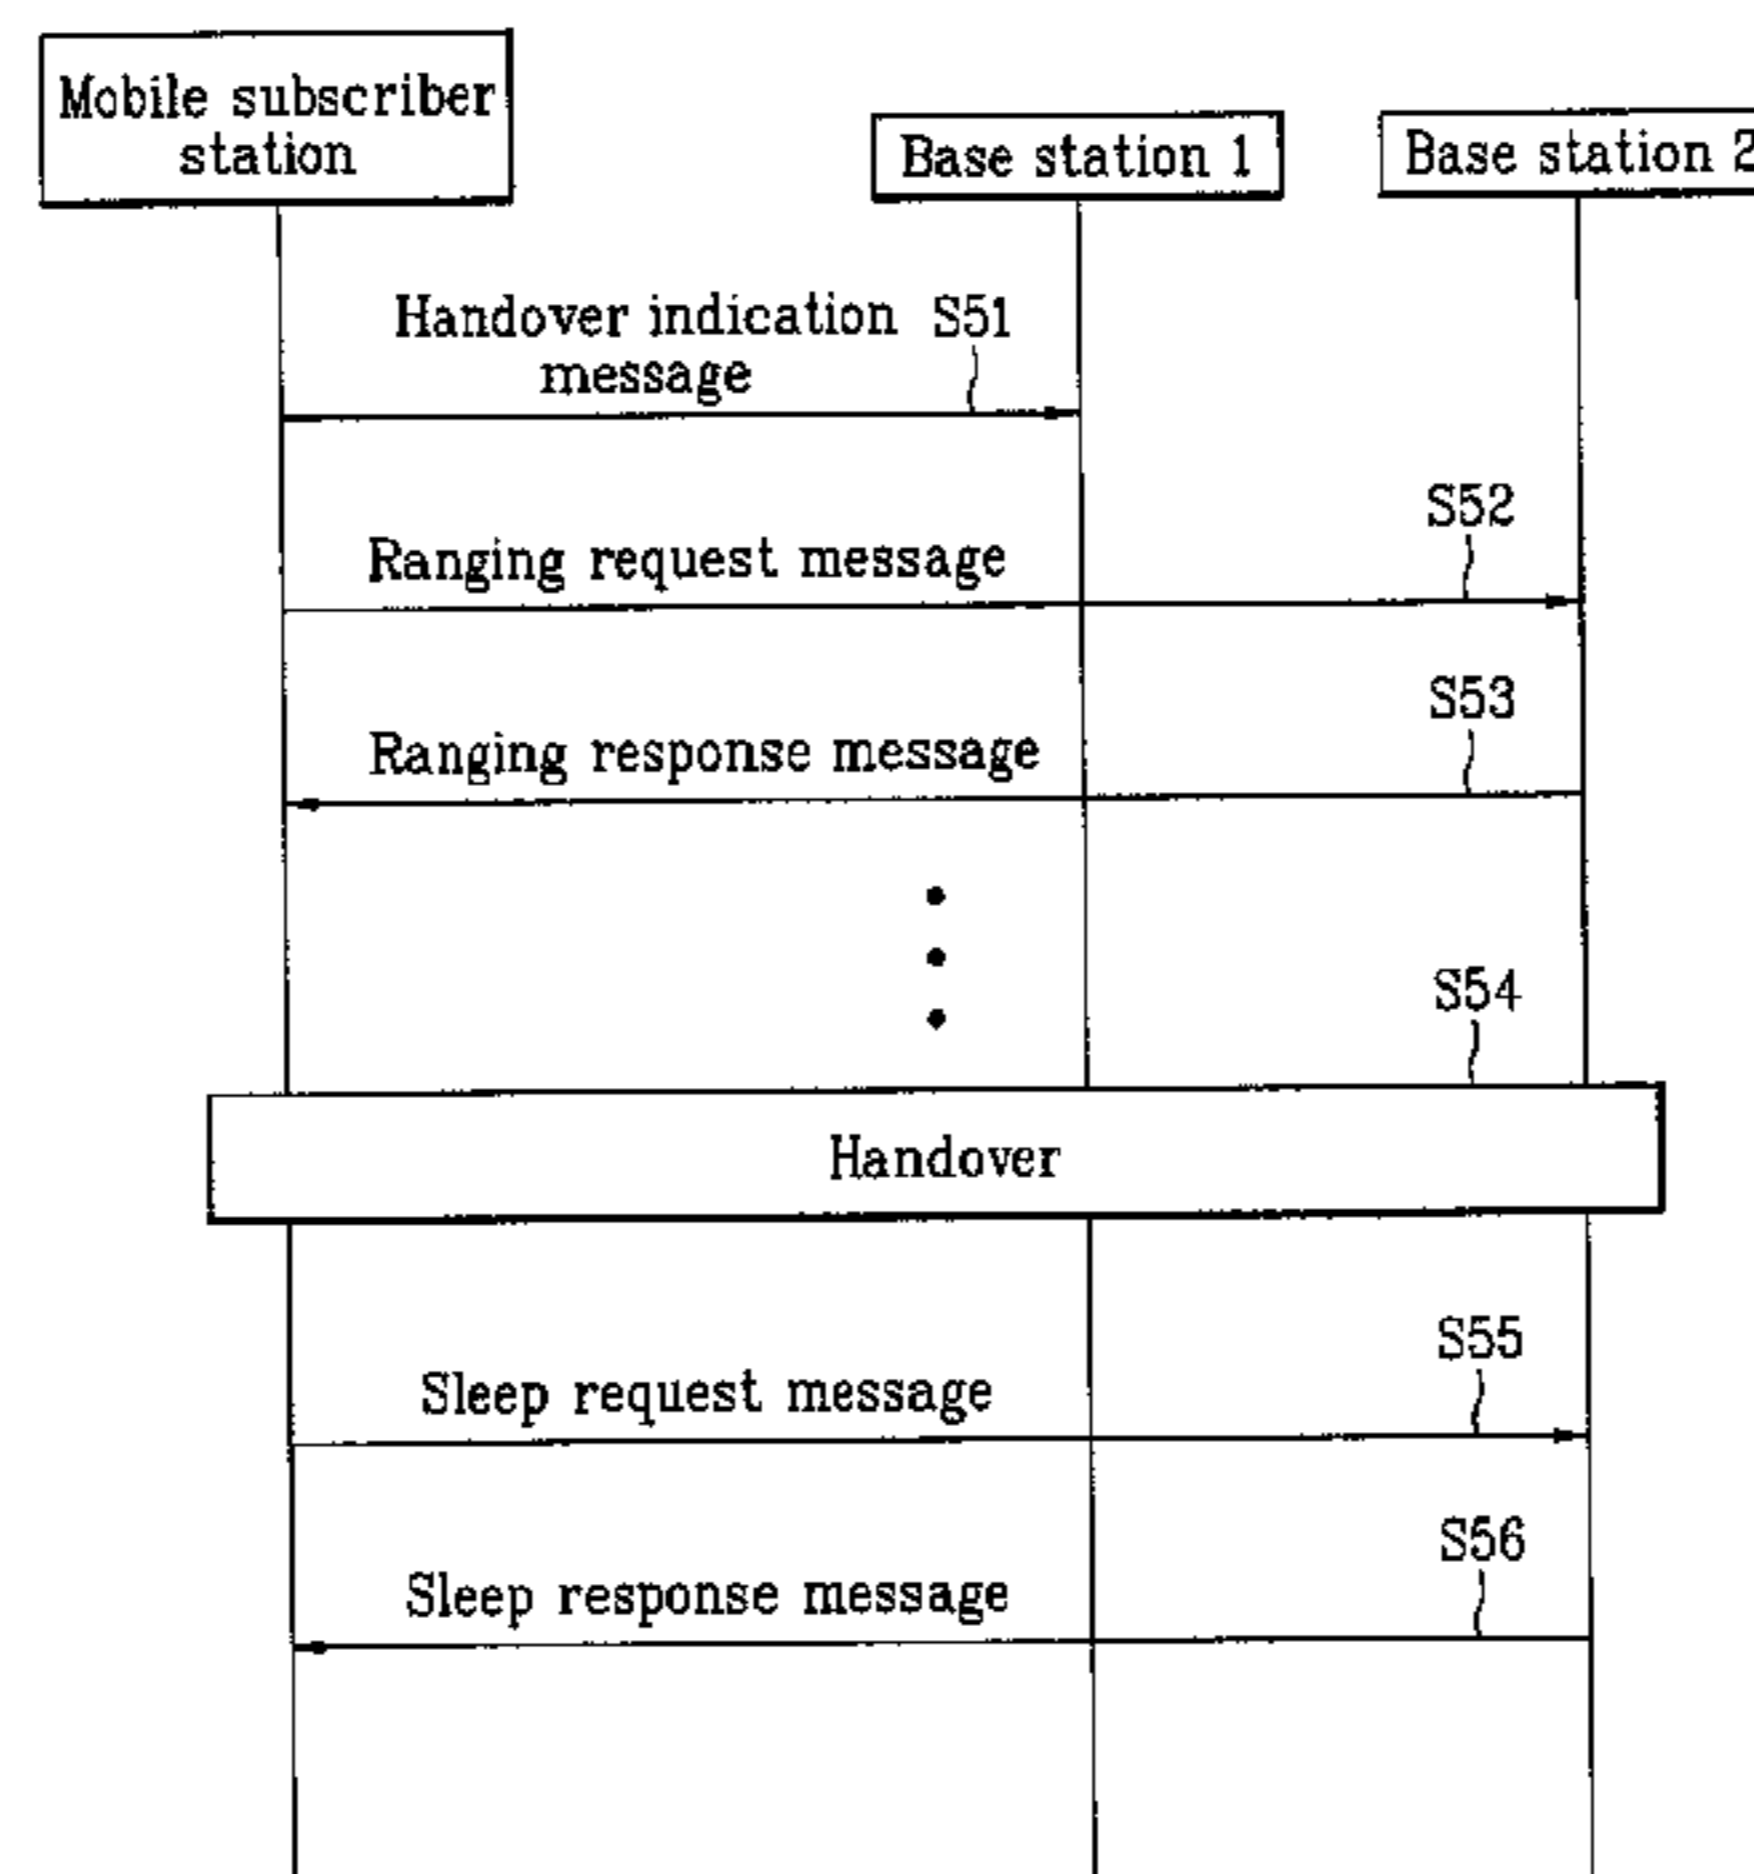 Mobile subscriber
station
Base station 1
Base station 2
Handover indication
message
S51
S52
Ranging request message
S53
Ranging response message
S54
Handover
S55
Sleep request message
S56
Sleep response message